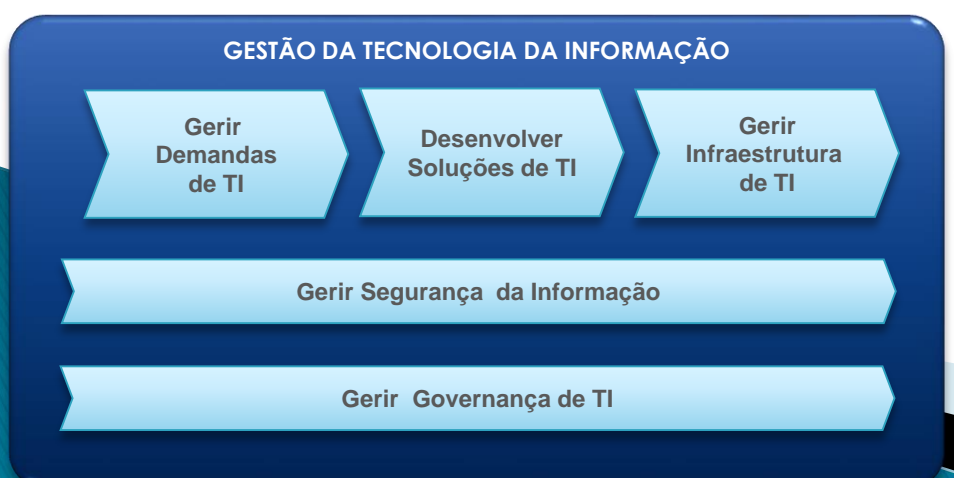 GESTÃO DA TECNOLOGIA DA INFORMAÇÃO
Gerir
Demandas
de TI
Desenvolver
Soluções de TI
Gerir
Infraestrutura
de TI
Gerir Segurança da Informação
Gerir Governança de TI